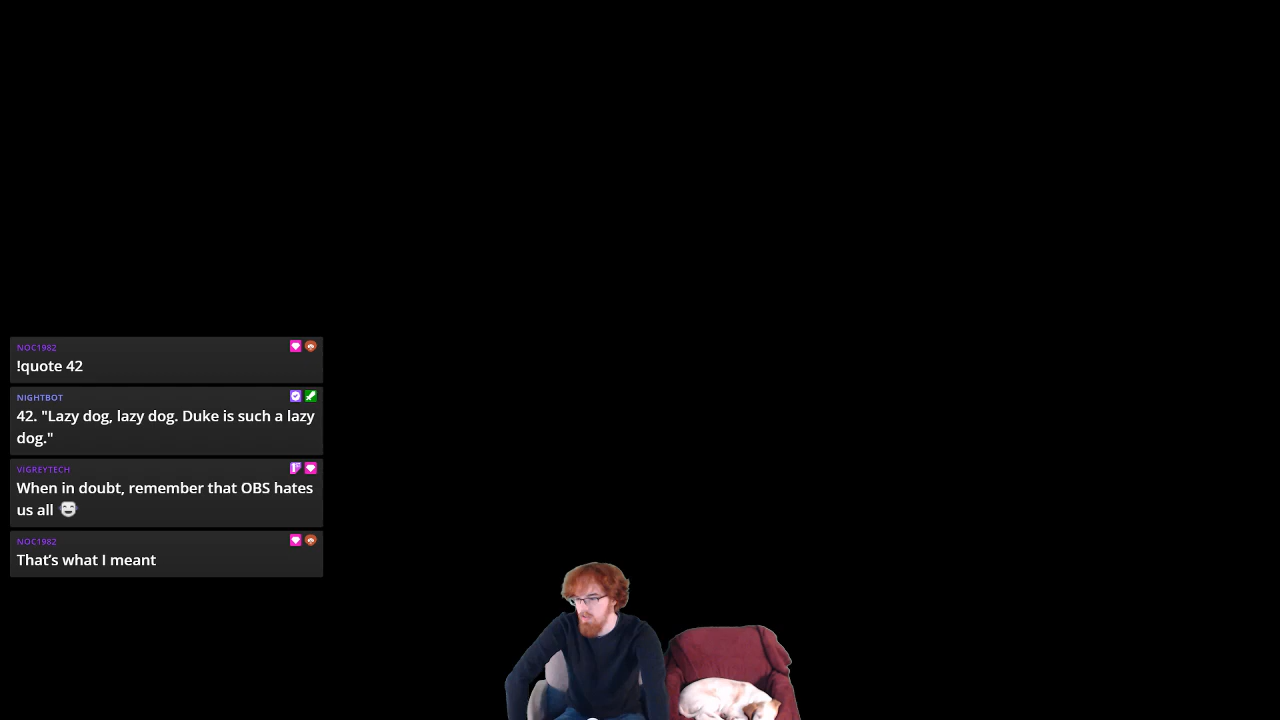 NOC1982
!quote 42
NIGHTBOT
42. "Lazy dog, lazy dog. Duke is such a lazy
dog."
VIGREYTECH
When in doubt, remember that OBS hates
us all
NOC1982
That's what I meant